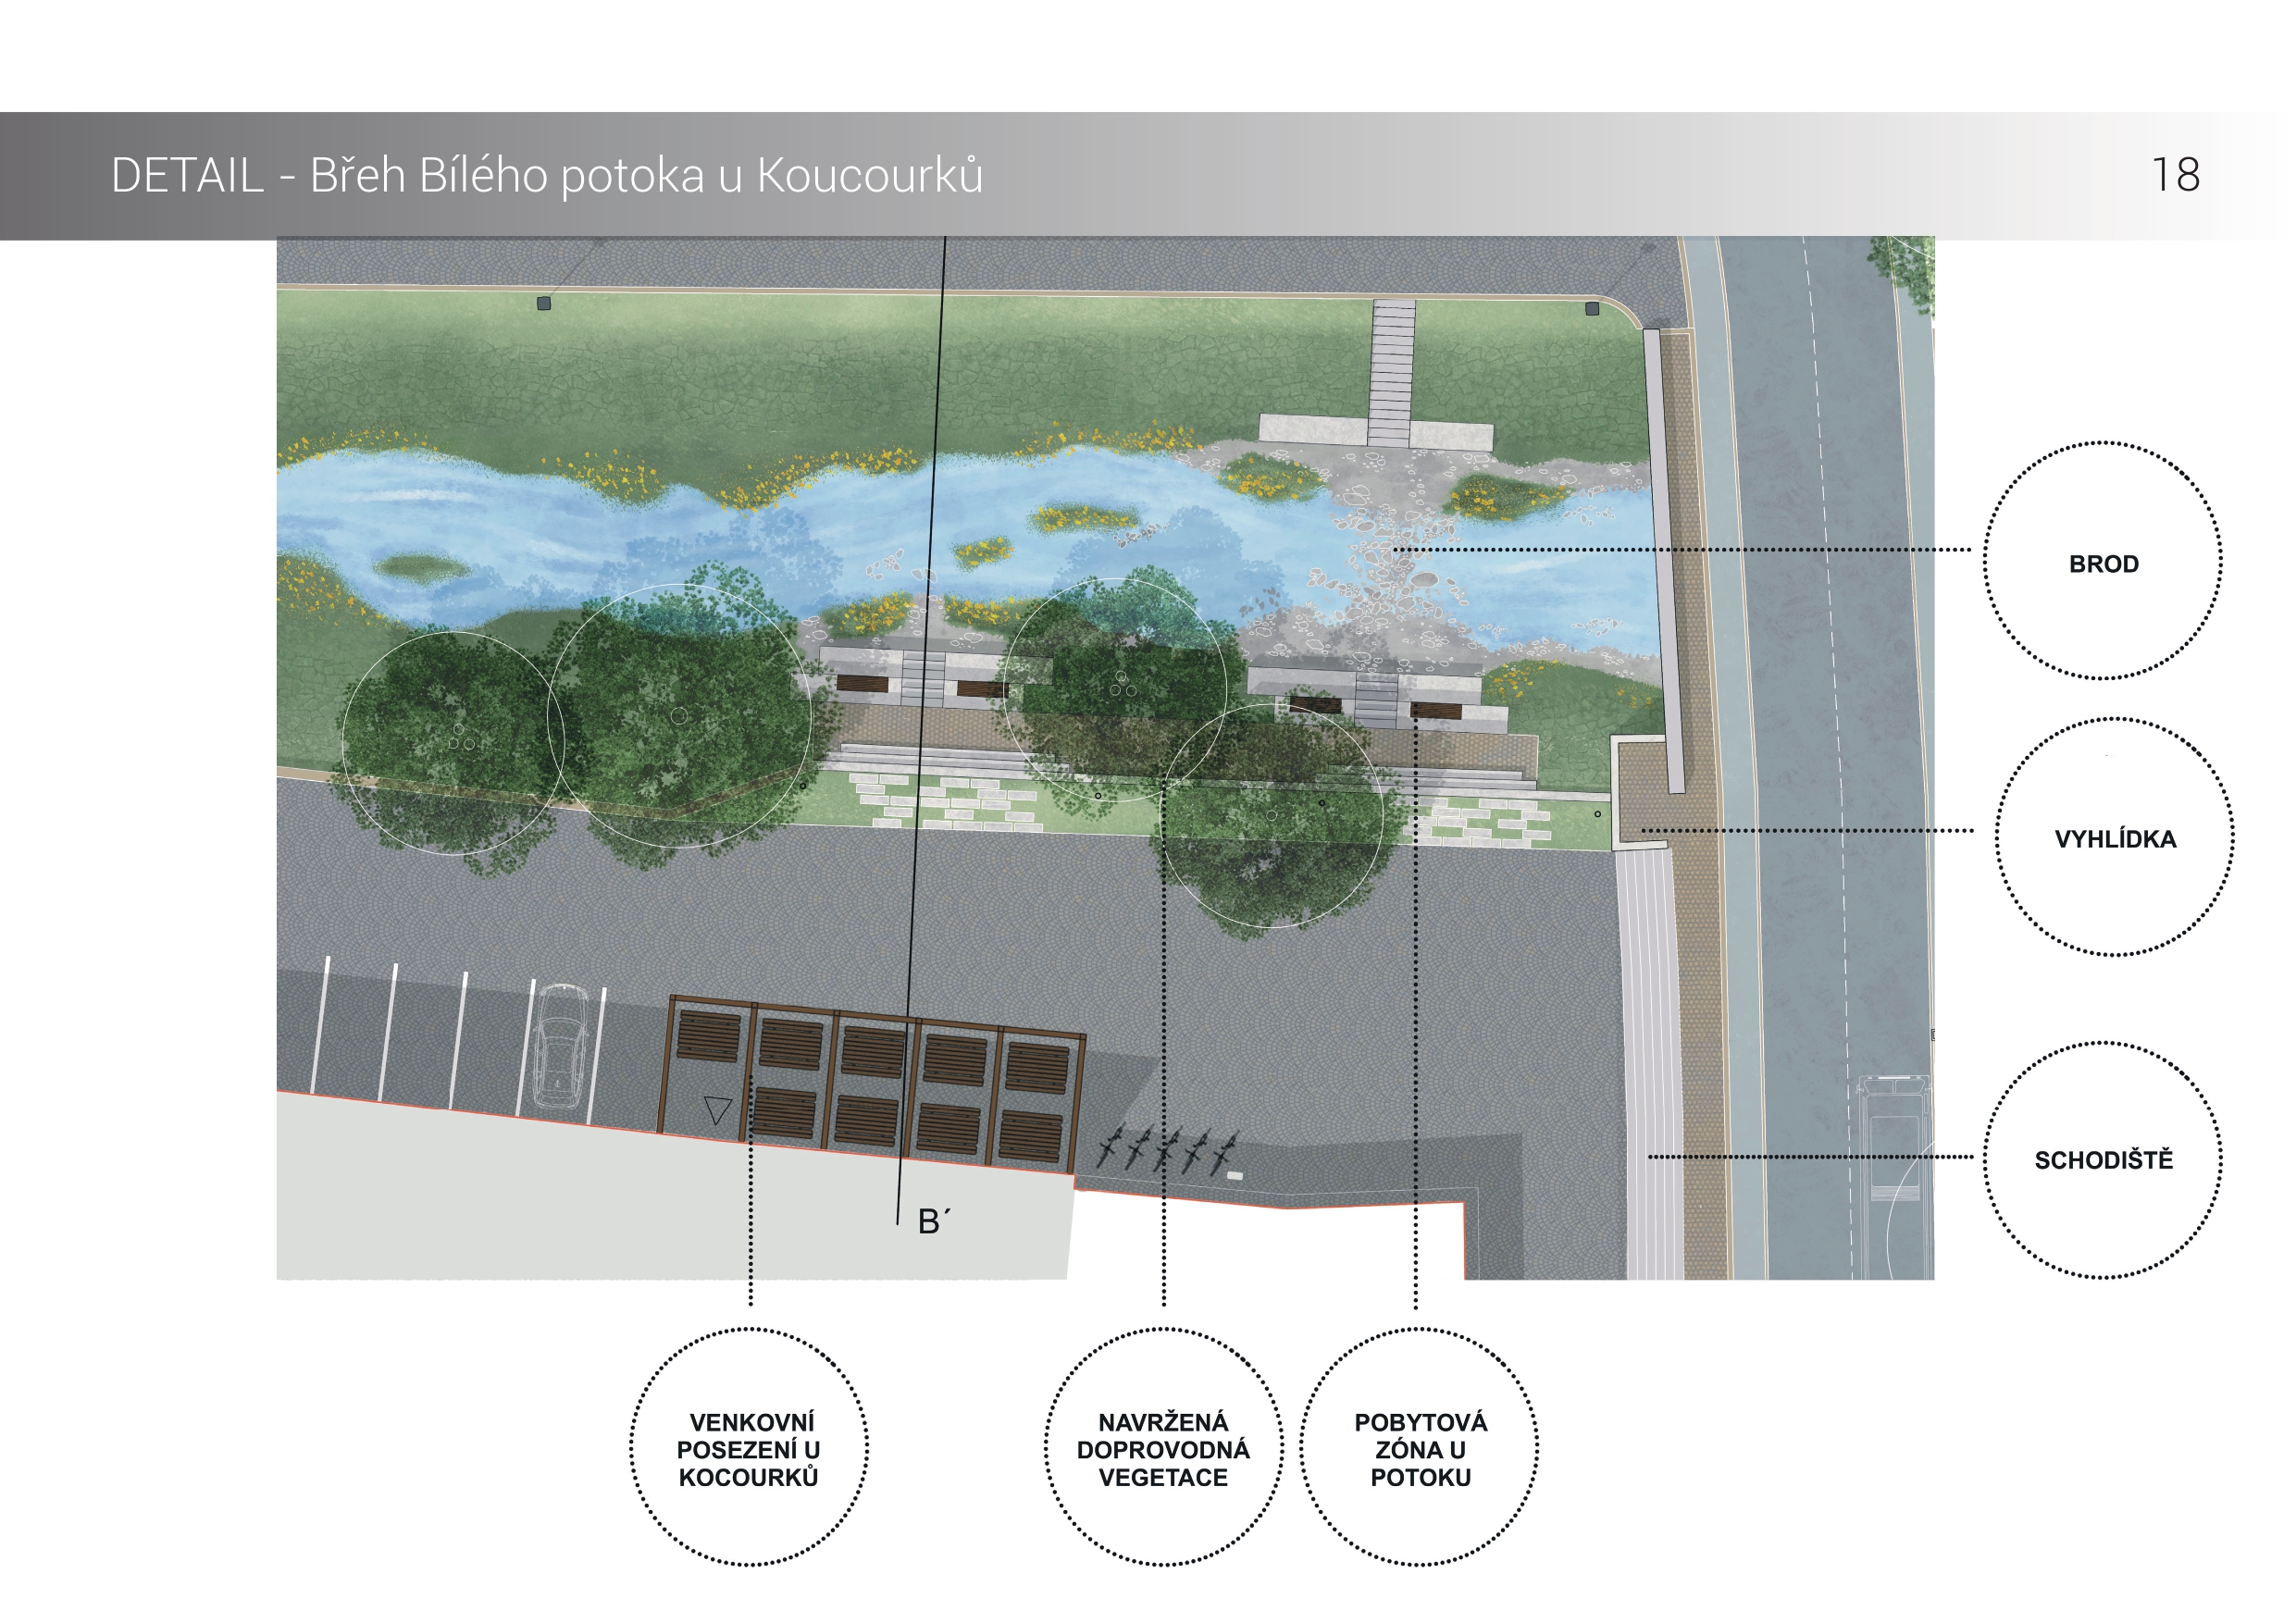 DETAIL - Břeh Bílého potoka u Koucourků
18
BROD
VYHLÍDKA
SCHODIŠTĚ
B´
VENKOVNÍ
POSEZENÍ U
KOCOURKŮ
NAVRŽENÁ
DOPROVODNÁ
VEGETACE
POBYTOVÁ
ZÓNA U
POTOKU